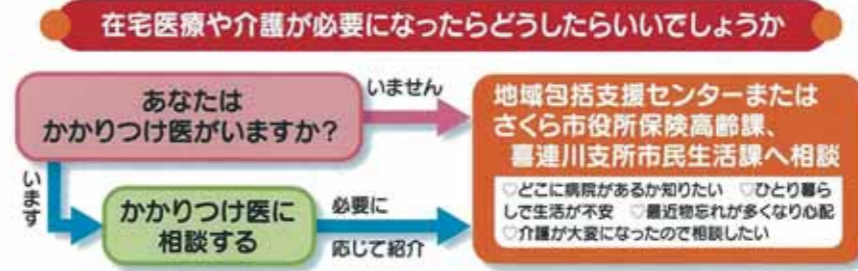 在宅医療や介護が必要になったらどうしたらいいでしょうか
あなたは
かかりつけ医がいますか?
いません
います
かかりつけ医に
相談する
必要に
応じて紹介
地域包括支援センターまたは
さくら市役所保険高齢課、
喜連川支所市民生活課へ相談
♡どこに病院があるか知りたい ♡ひとり暮ら
しで生活が不安 ♡最近物忘れが多くなり心配
♡介護が大変になったので相談したい